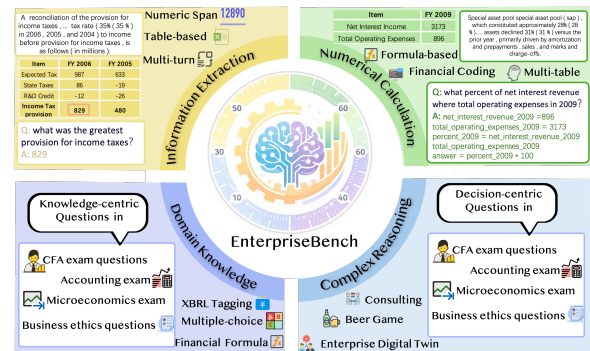 A reconciliation of the provision for
income taxes , ... tax rate ( 35% ( 35 % )
in 2006 , 2005 , and 2004 ) to income
before provision for income taxes , is
as follows ( in millions ) :
Item FY 2006 FY 2005
Expected Tax 987 633
State Taxes 86 -19
R&D Credit -12 -26
Income Tax provision 829 480
Q: what was the greatest
provision for income taxes?
A: 829
Numeric Span 12890
Table-based
Multi-turn
Information Extraction
Item FY 2009
Net Interest Income 3173
Total Operating Expenses 896
Special asset pool special asset pool ( sap ) ,
which constituted approximately 28% ( 28
% )... assets declined 31% ( 31% ) versus the
prior year , primarily driven by amortization
and prepayments , sales , and marks and
charge-offs.
Formula-based
Financial Coding
Multi-table
Numerical Calculation
Q: what percent of net interest revenue
where total operating expenses in 2009?
A: net_interest_revenue_2009 =896
total_operating_expenses_2009 = 3173
percent_2009 = net_interest_revenue_2009
total_operating_expenses_2009
answer = percent_2009 * 100
50
60
30
40
10
20
EnterpriseBench
Knowledge-centric
Questions in
CFA exam questions
Accounting exam
Microeconomics exam
Business ethics questions
Domain Knowledge
XBRL Tagging
Multiple-choice
Financial Formula
Complex Reasoning
Consulting
Beer Game
Enterprise Digital Twin
Decision-centric
Questions in
CFA exam questions
Accounting exam
Microeconomics exam
Business ethics questions